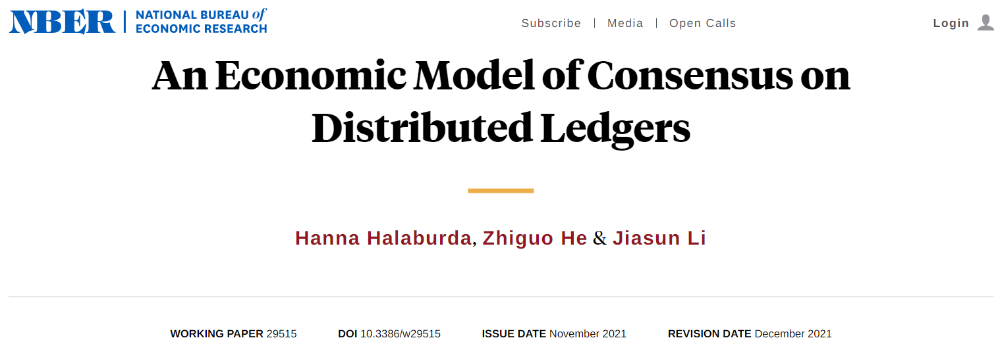 NBER | NATIONAL BUREAU of
ECONOMIC RESEARCH
Subscribe | Media | Open Calls
Login
An Economic Model of Consensus on
Distributed Ledgers
Hanna Halaburda, Zhiguo He & Jiasun Li
WORKING PAPER 29515 DOI 10.3386/w29515 ISSUE DATE November 2021 REVISION DATE December 2021